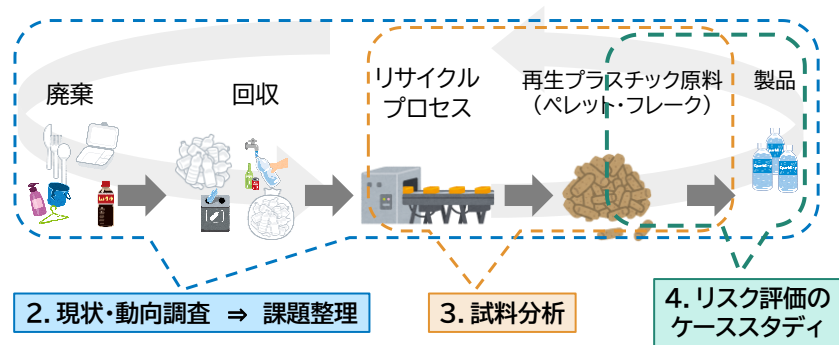 廃棄
回収
リサイクル
プロセス
再生プラスチック原料
（ペレット・フレーク）
製品
2. 現状・動向調査 ⇒ 課題整理
3. 試料分析
4. リスク評価の
ケーススタディ